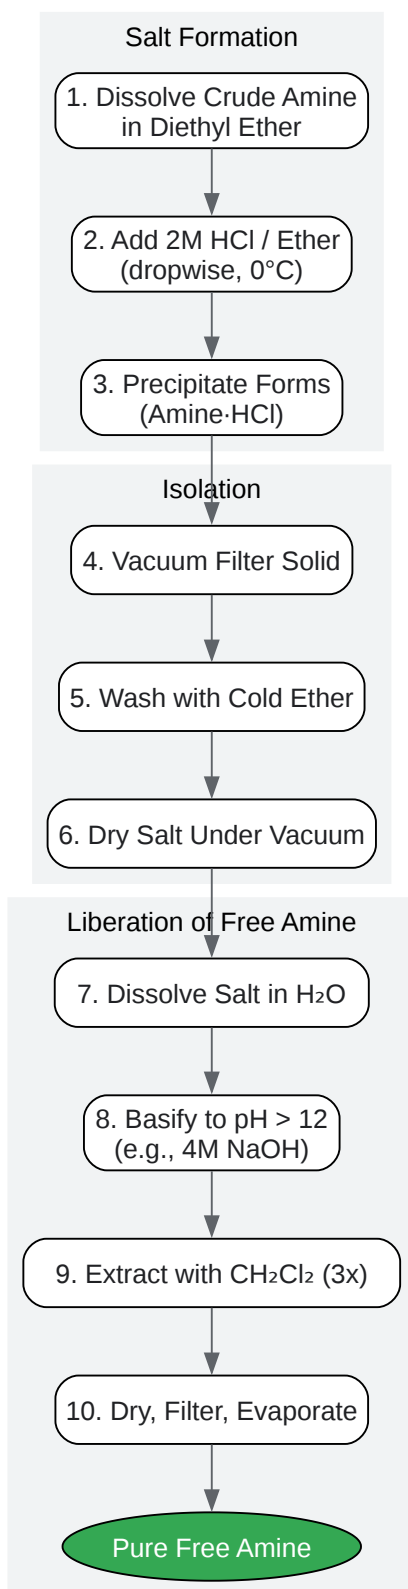 Salt Formation
1. Dissolve Crude Amine
in Diethyl Ether
2. Add 2M HCl / Ether
(dropwise, 0°C)
3. Precipitate Forms
(Amine·HCl)
Isolation
4. Vacuum Filter Solid
5. Wash with Cold Ether
6. Dry Salt Under Vacuum
Liberation of Free Amine
7. Dissolve Salt in H₂O
8. Basify to pH > 12
(e.g., 4M NaOH)
9. Extract with CH₂Cl₂ (3x)
10. Dry, Filter, Evaporate
Pure Free Amine